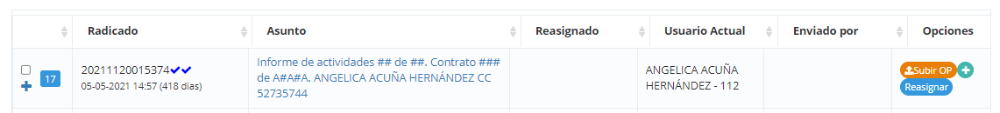 Radicado Asunto Reasignado Usuario Actual Enviado por Opciones
17
20211120015374
05-05-2021 14:57 (418 dias)
Informe de actividades ## de ##. Contrato ###
de A#A#A. ANGELICA ACUÑA HERNÁNDEZ CC
52735744
ANGELICA ACUÑA
HERNÁNDEZ - 112
Subir OP
Reasignar